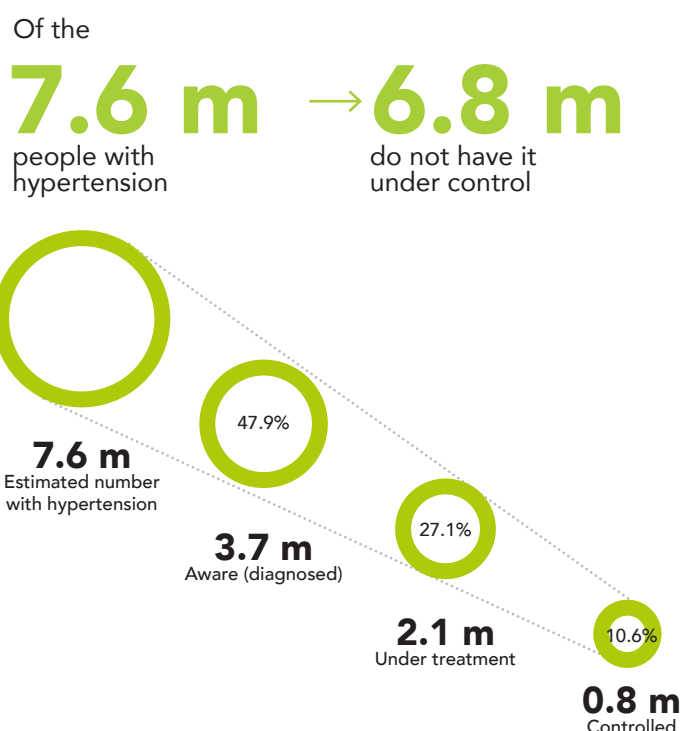 Of the
7.6 m → 6.8 m
people with
hypertension
do not have it
under control
7.6 m
Estimated number
with hypertension
47.9%
3.7 m
Aware (diagnosed)
27.1%
2.1 m
Under treatment
10.6%
0.8 m
Controlled